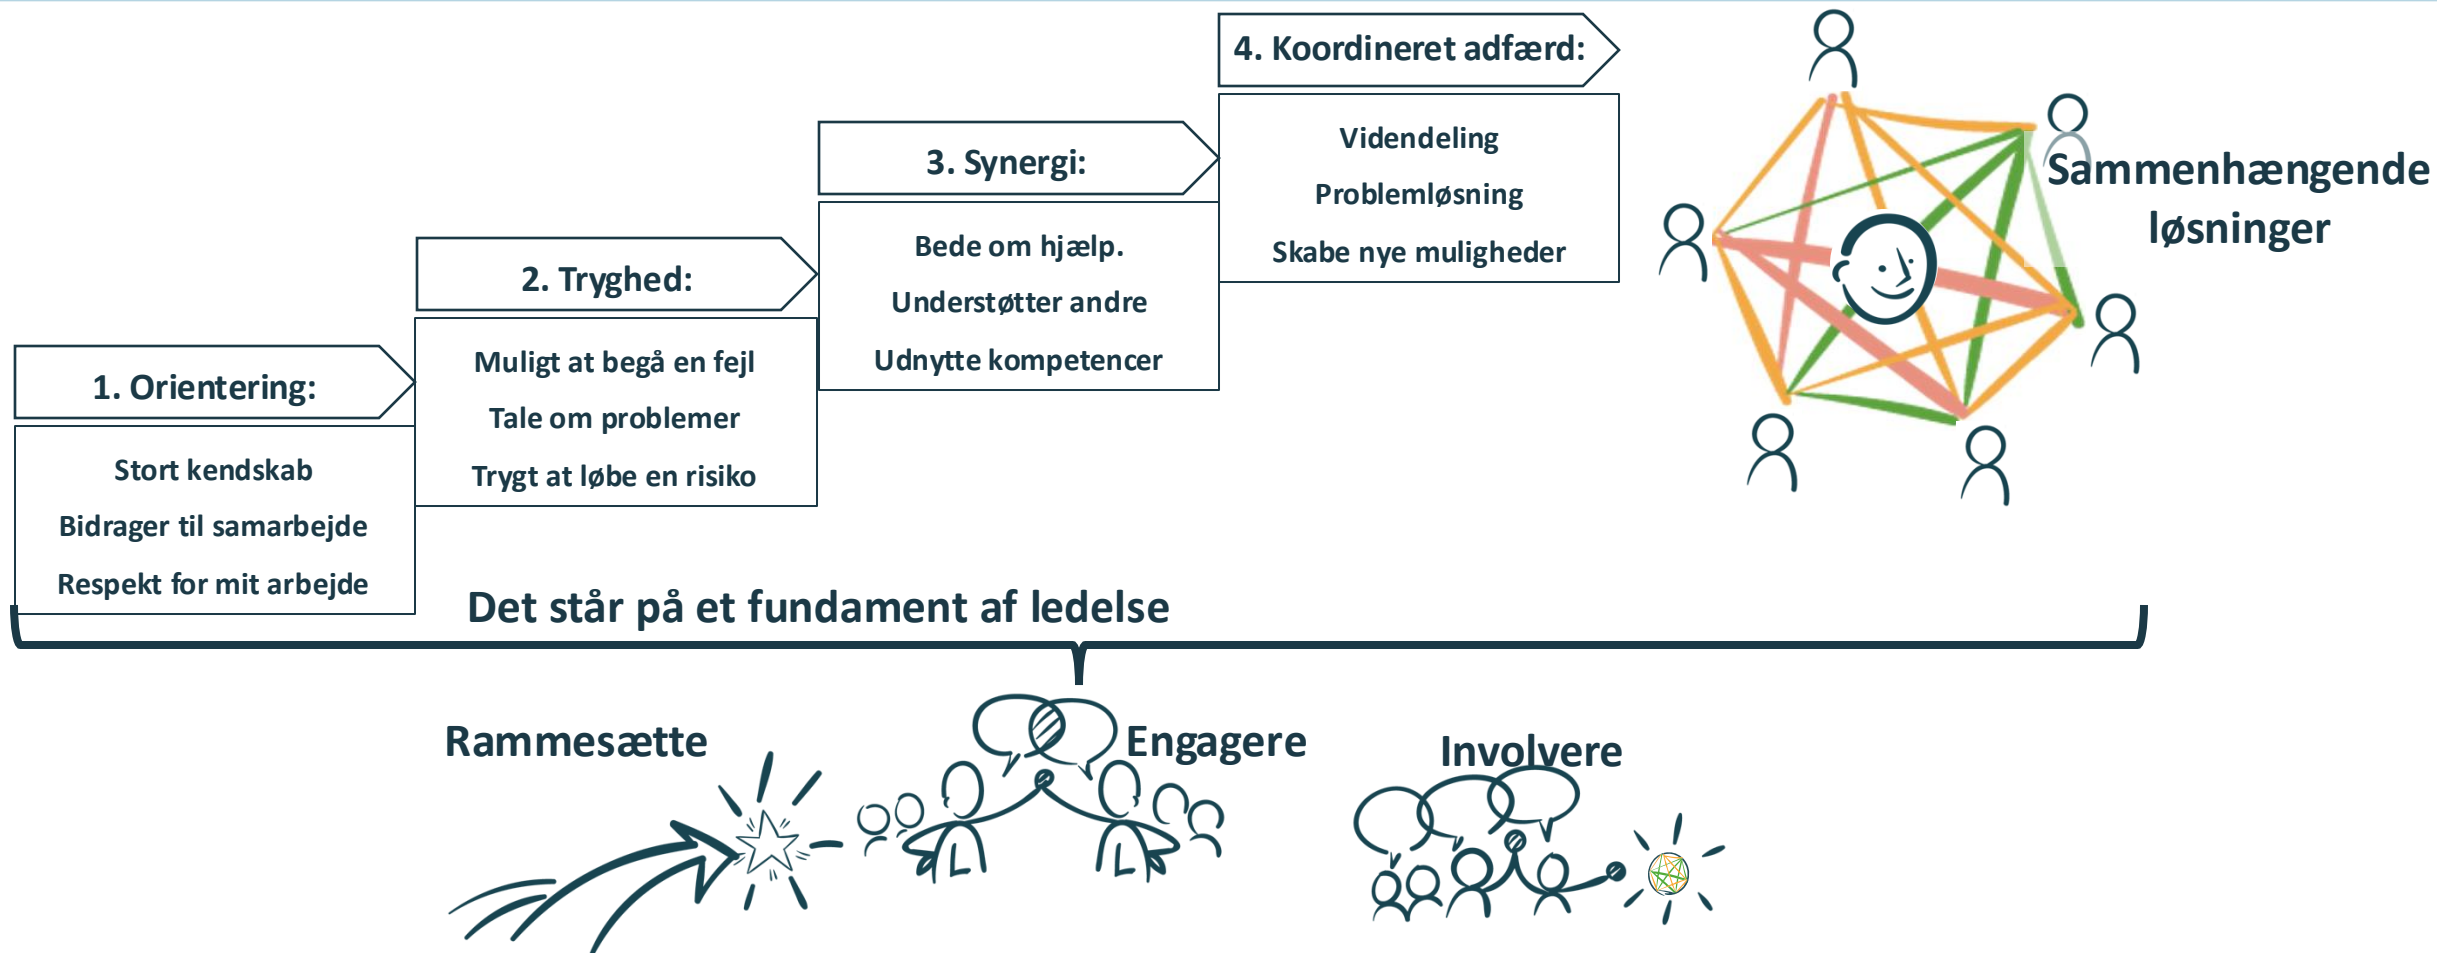 1. Orientering:
Stort kendskab
Bidrager til samarbejde
Respekt for mit arbejde
2. Tryghed:
Muligt at begå en fejl
Tale om problemer
Trygt at løbe en risiko
3. Synergi:
Bede om hjælp.
Understøtter andre
Udnytte kompetencer
4. Koordineret adfærd:
Videndeling
Problemløsning
Skabe nye muligheder
Sammenhængende
løsninger
Det står på et fundament af ledelse
Rammesætte
Engagere
Involvere